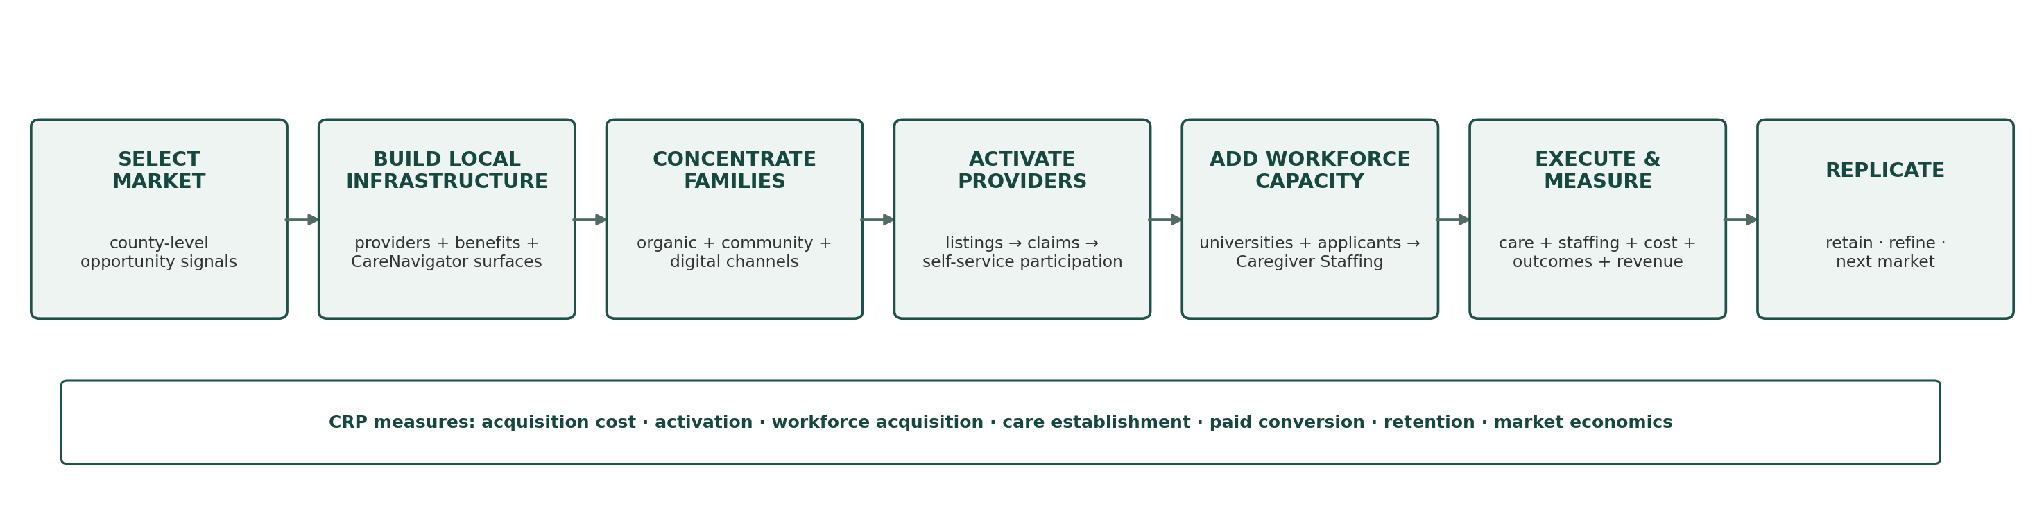 SELECT
MARKET
county-level
opportunity signals
BUILD LOCAL
INFRASTRUCTURE
providers + benefits +
CareNavigator surfaces
CONCENTRATE
FAMILIES
organic + community +
digital channels
ACTIVATE
PROVIDERS
listings → claims →
self-service participation
ADD WORKFORCE
CAPACITY
universities + applicants →
Caregiver Staffing
EXECUTE &
MEASURE
care + staffing + cost +
outcomes + revenue
REPLICATE
retain · refine ·
next market
CRP measures: acquisition cost · activation · workforce acquisition · care establishment · paid conversion · retention · market economics